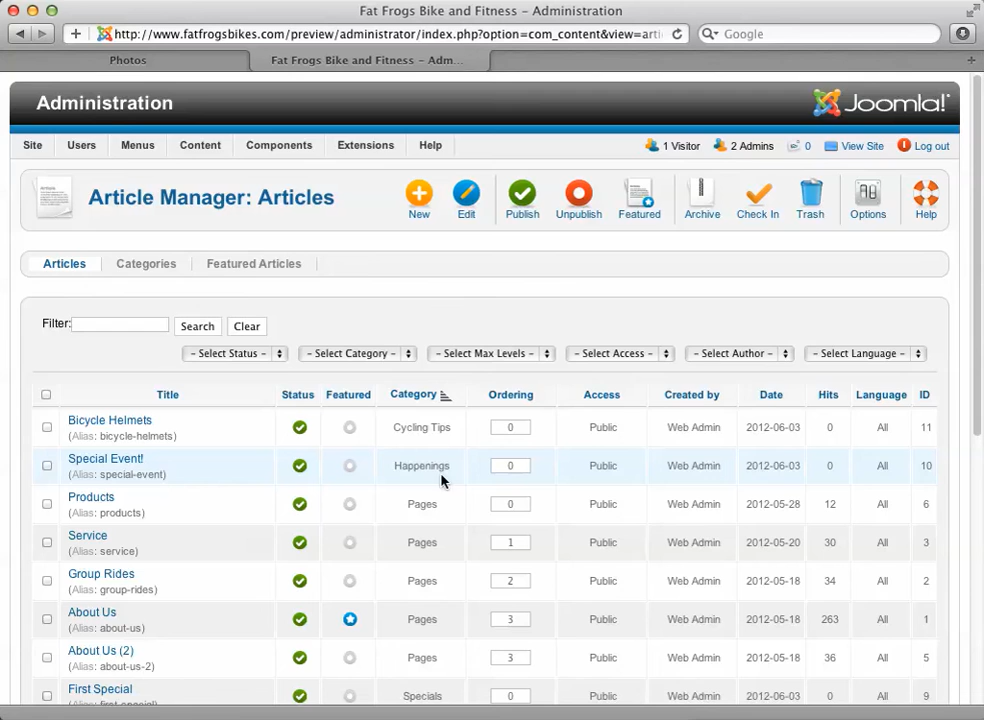 Fat Frogs Bike and Fitness – Administration
http://www.fatfrogsbikes.com/preview/administrator/index.php?option=com_content&view=arti
Google
Photos
Fat Frogs Bike and Fitness – Adm...
Administration
Joomla!
Site Users Menus Content Components Extensions Help
1 Visitor 2 Admins 0 View Site Log out
Article Manager: Articles
New Edit Publish Unpublish Featured Archive Check In Trash Options Help
Articles Categories Featured Articles
Filter: Search Clear
- Select Status - - Select Category - - Select Max Levels - - Select Access - - Select Author - - Select Language -
Title Status Featured Category Ordering Access Created by Date Hits Language ID
Bicycle Helmets
(Alias: bicycle-helmets) Cycling Tips 0 Public Web Admin 2012-06-03 0 All 11
Special Event!
(Alias: special-event) Happenings 0 Public Web Admin 2012-06-03 0 All 10
Products
(Alias: products) Pages 0 Public Web Admin 2012-05-28 12 All 6
Service
(Alias: service) Pages 1 Public Web Admin 2012-05-20 30 All 3
Group Rides
(Alias: group-rides) Pages 2 Public Web Admin 2012-05-18 34 All 2
About Us
(Alias: about-us) Pages 3 Public Web Admin 2012-05-18 263 All 1
About Us (2)
(Alias: about-us-2) Pages 3 Public Web Admin 2012-05-18 36 All 5
First Special
(Alias: first-special) Specials 0 Public Web Admin 2012-06-03 0 All 9